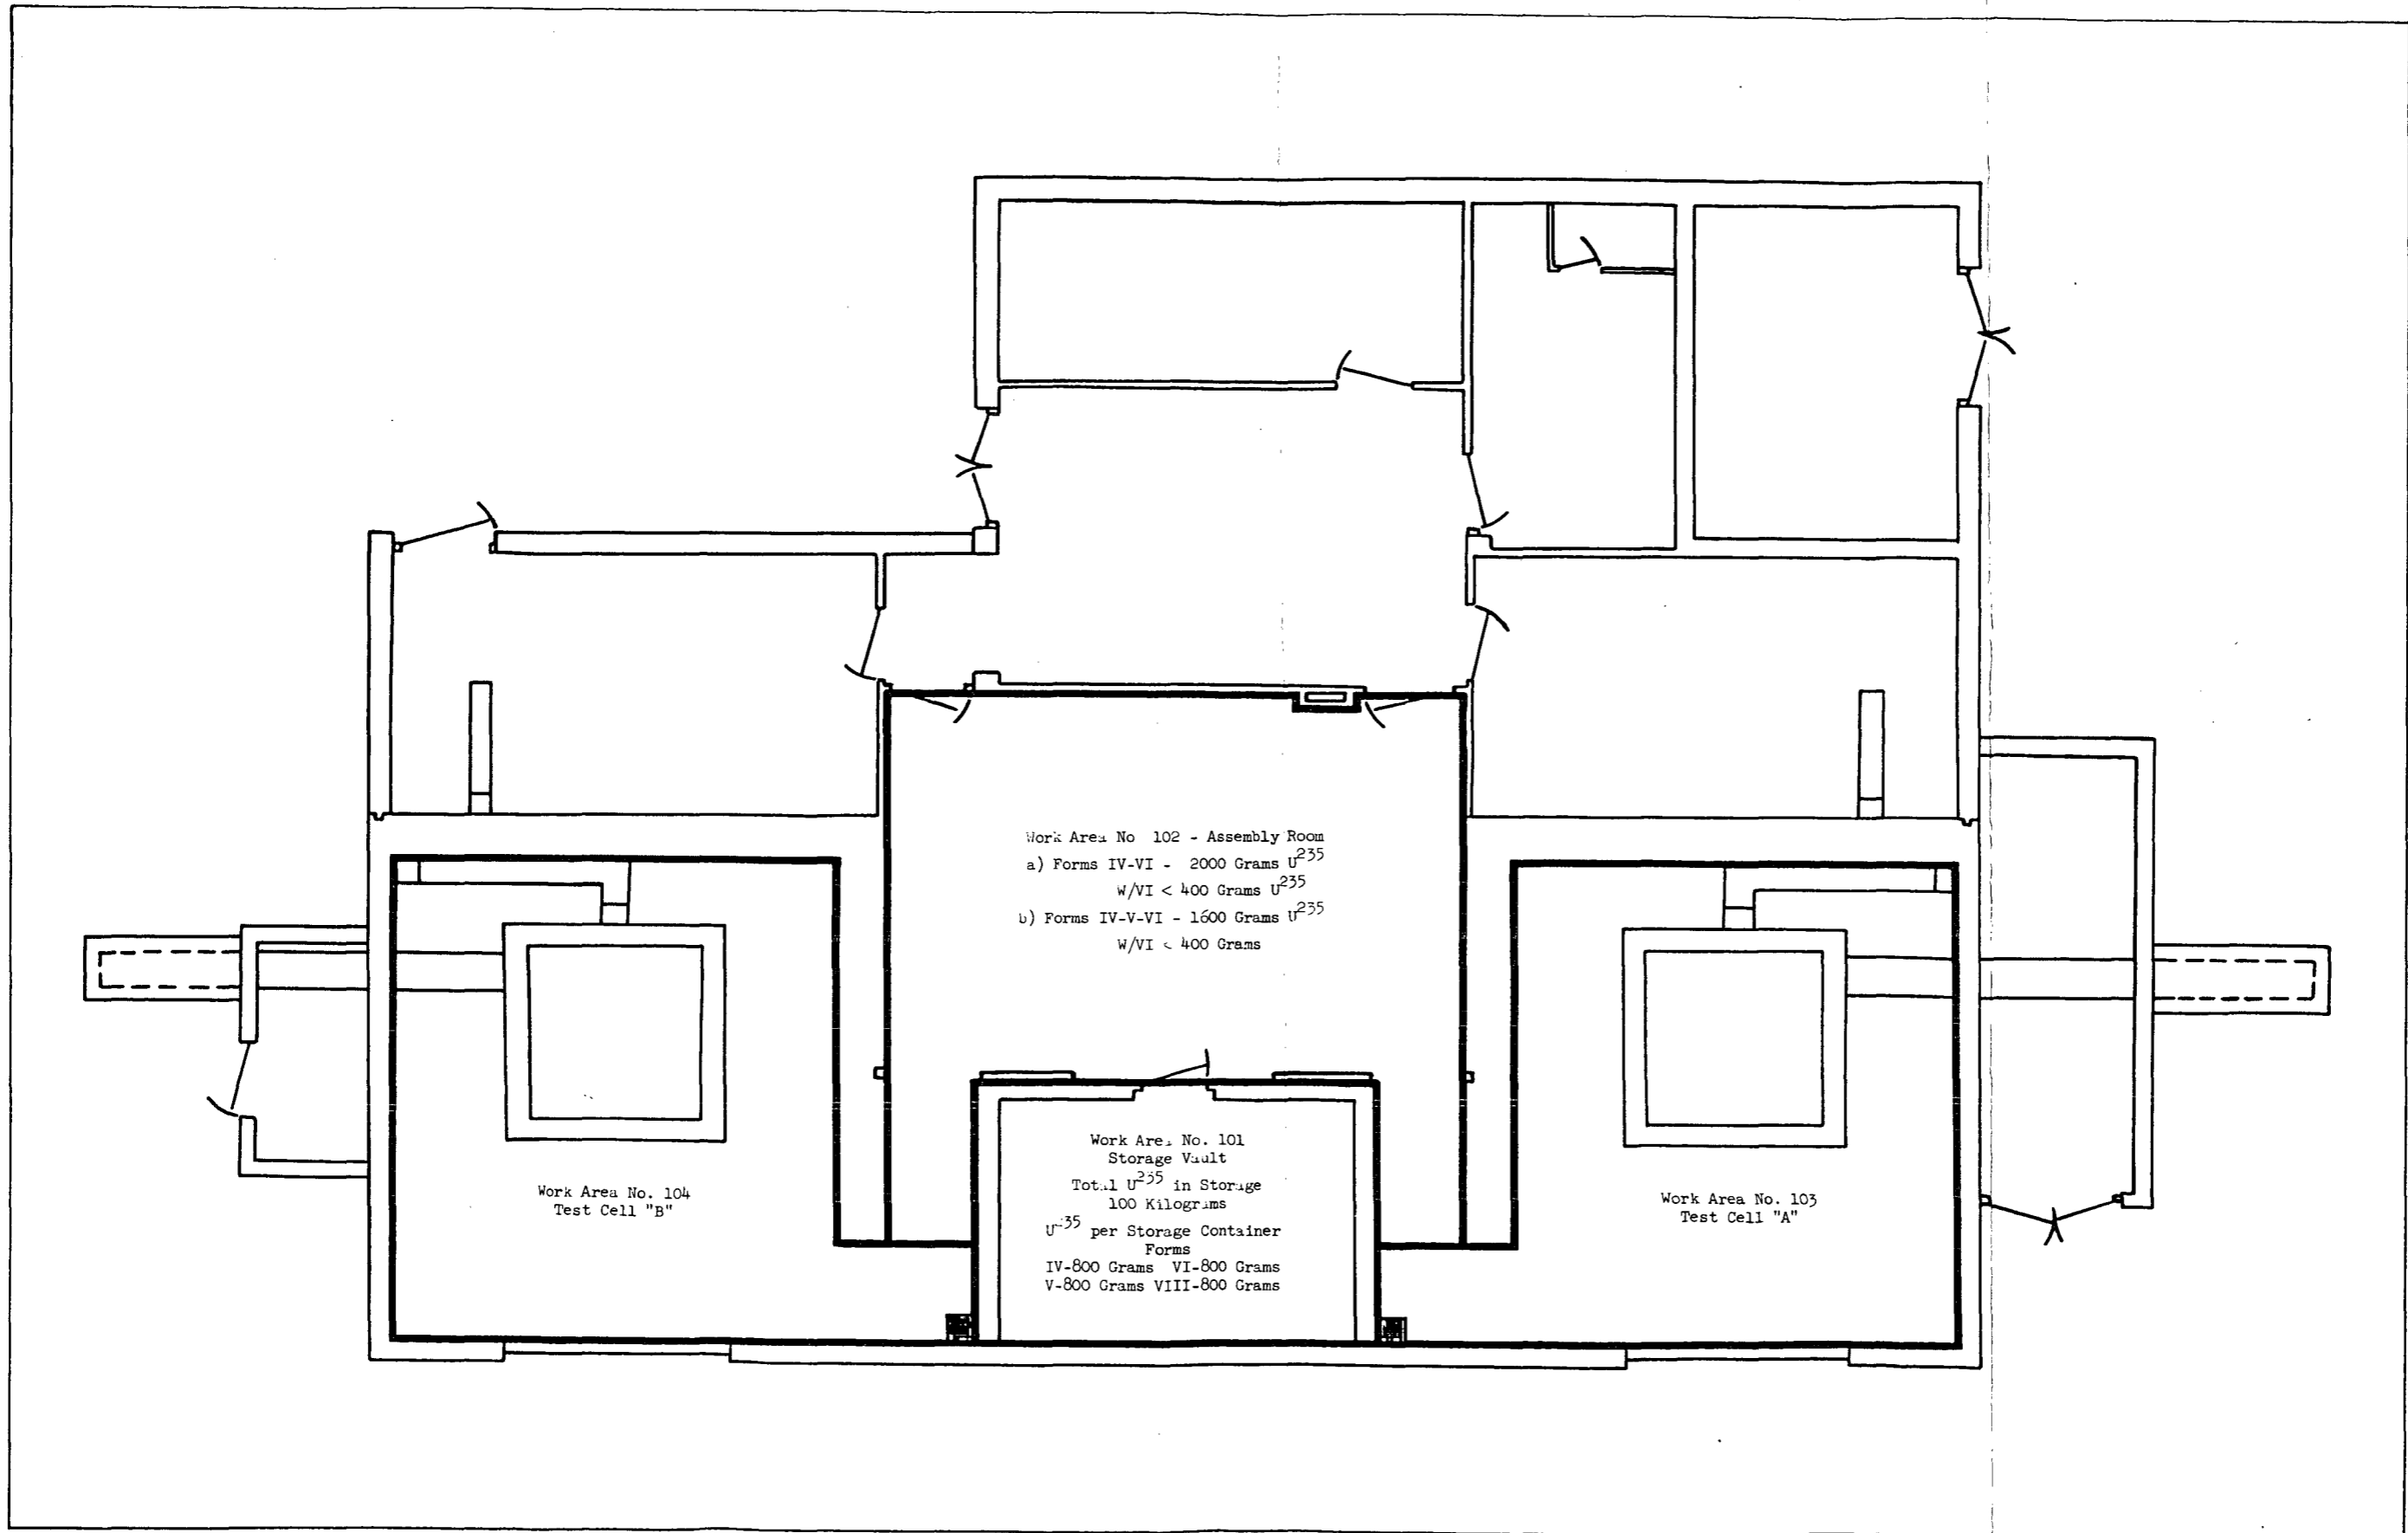 Work Area No 102 - Assembly Room
a) Forms IV-VI - 2000 Grams U235
W/VI < 400 Grams U235
b) Forms IV-V-VI - 1600 Grams U235
W/VI < 400 Grams
Work Area No. 101
Storage Vault
Total U235 in Storage
100 Kilograms
U235 per Storage Container
Forms
IV-800 Grams VI-800 Grams
V-800 Grams VIII-800 Grams
Work Area No. 104
Test Cell "B"
Work Area No. 103
Test Cell "A"